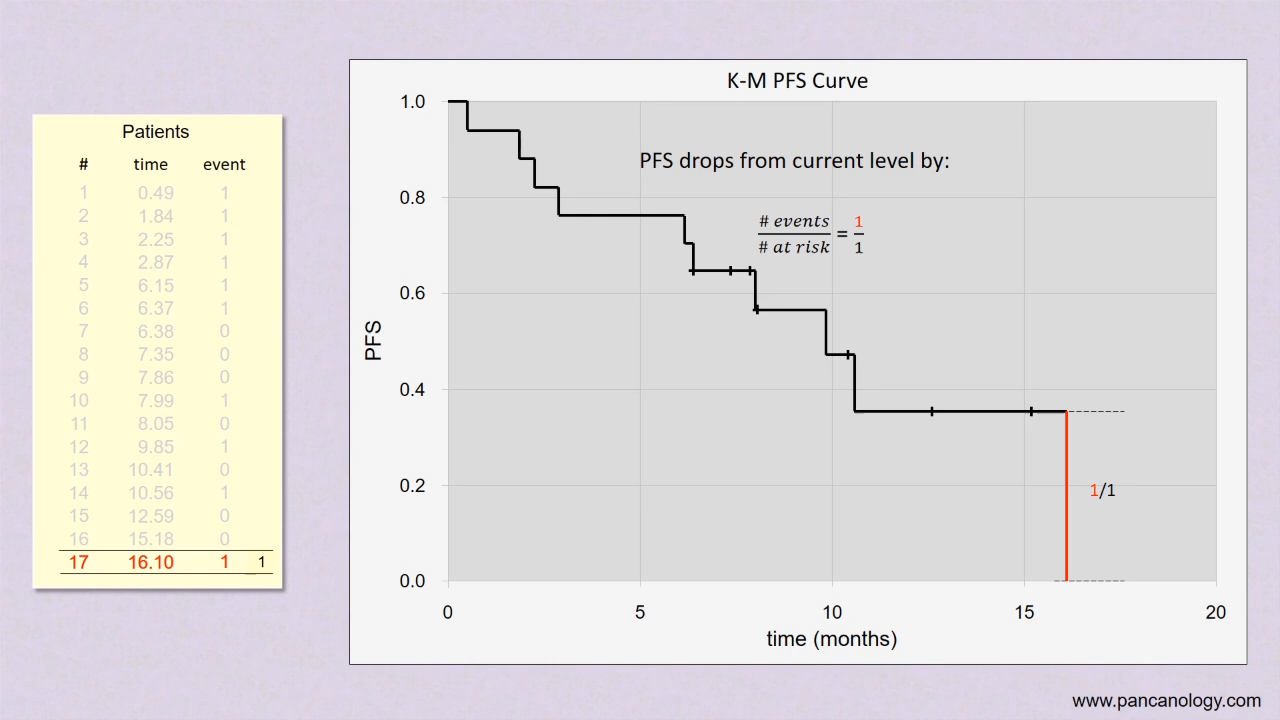 K-M PFS Curve
Patients
# time event
1 0.49 1
2 1.84 1
3 2.25 1
4 2.87 1
5 6.15 1
6 6.37 1
7 6.38 0
8 7.35 0
9 7.86 0
10 7.99 1
11 8.05 0
12 9.85 1
13 10.41 0
14 10.56 1
15 12.59 0
16 15.18 0
17 16.10 1 1
PFS drops from current level by:
# events
# at risk
= 1
1
1/1
PFS
1.0
0.8
0.6
0.4
0.2
0.0
0 5 10 15 20
time (months)
www.pancanology.com